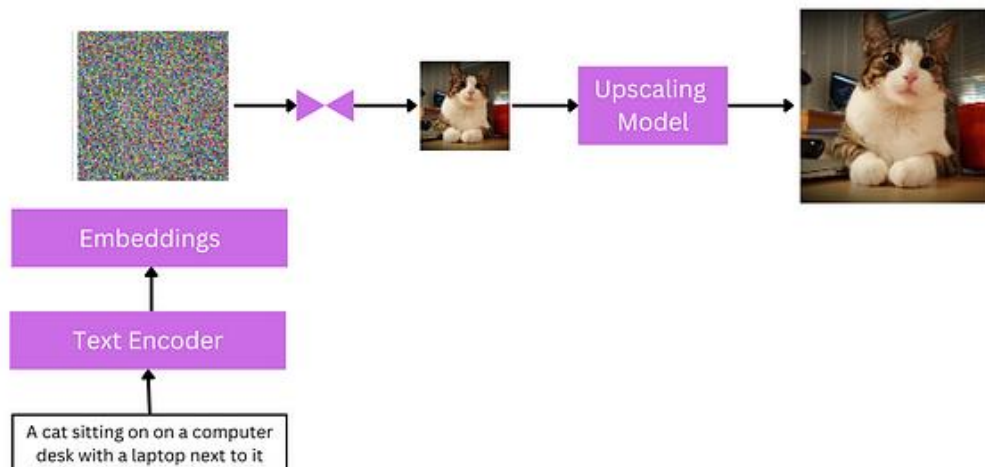 Upscaling
Model
Embeddings
Text Encoder
A cat sitting on on a computer
desk with a laptop next to it